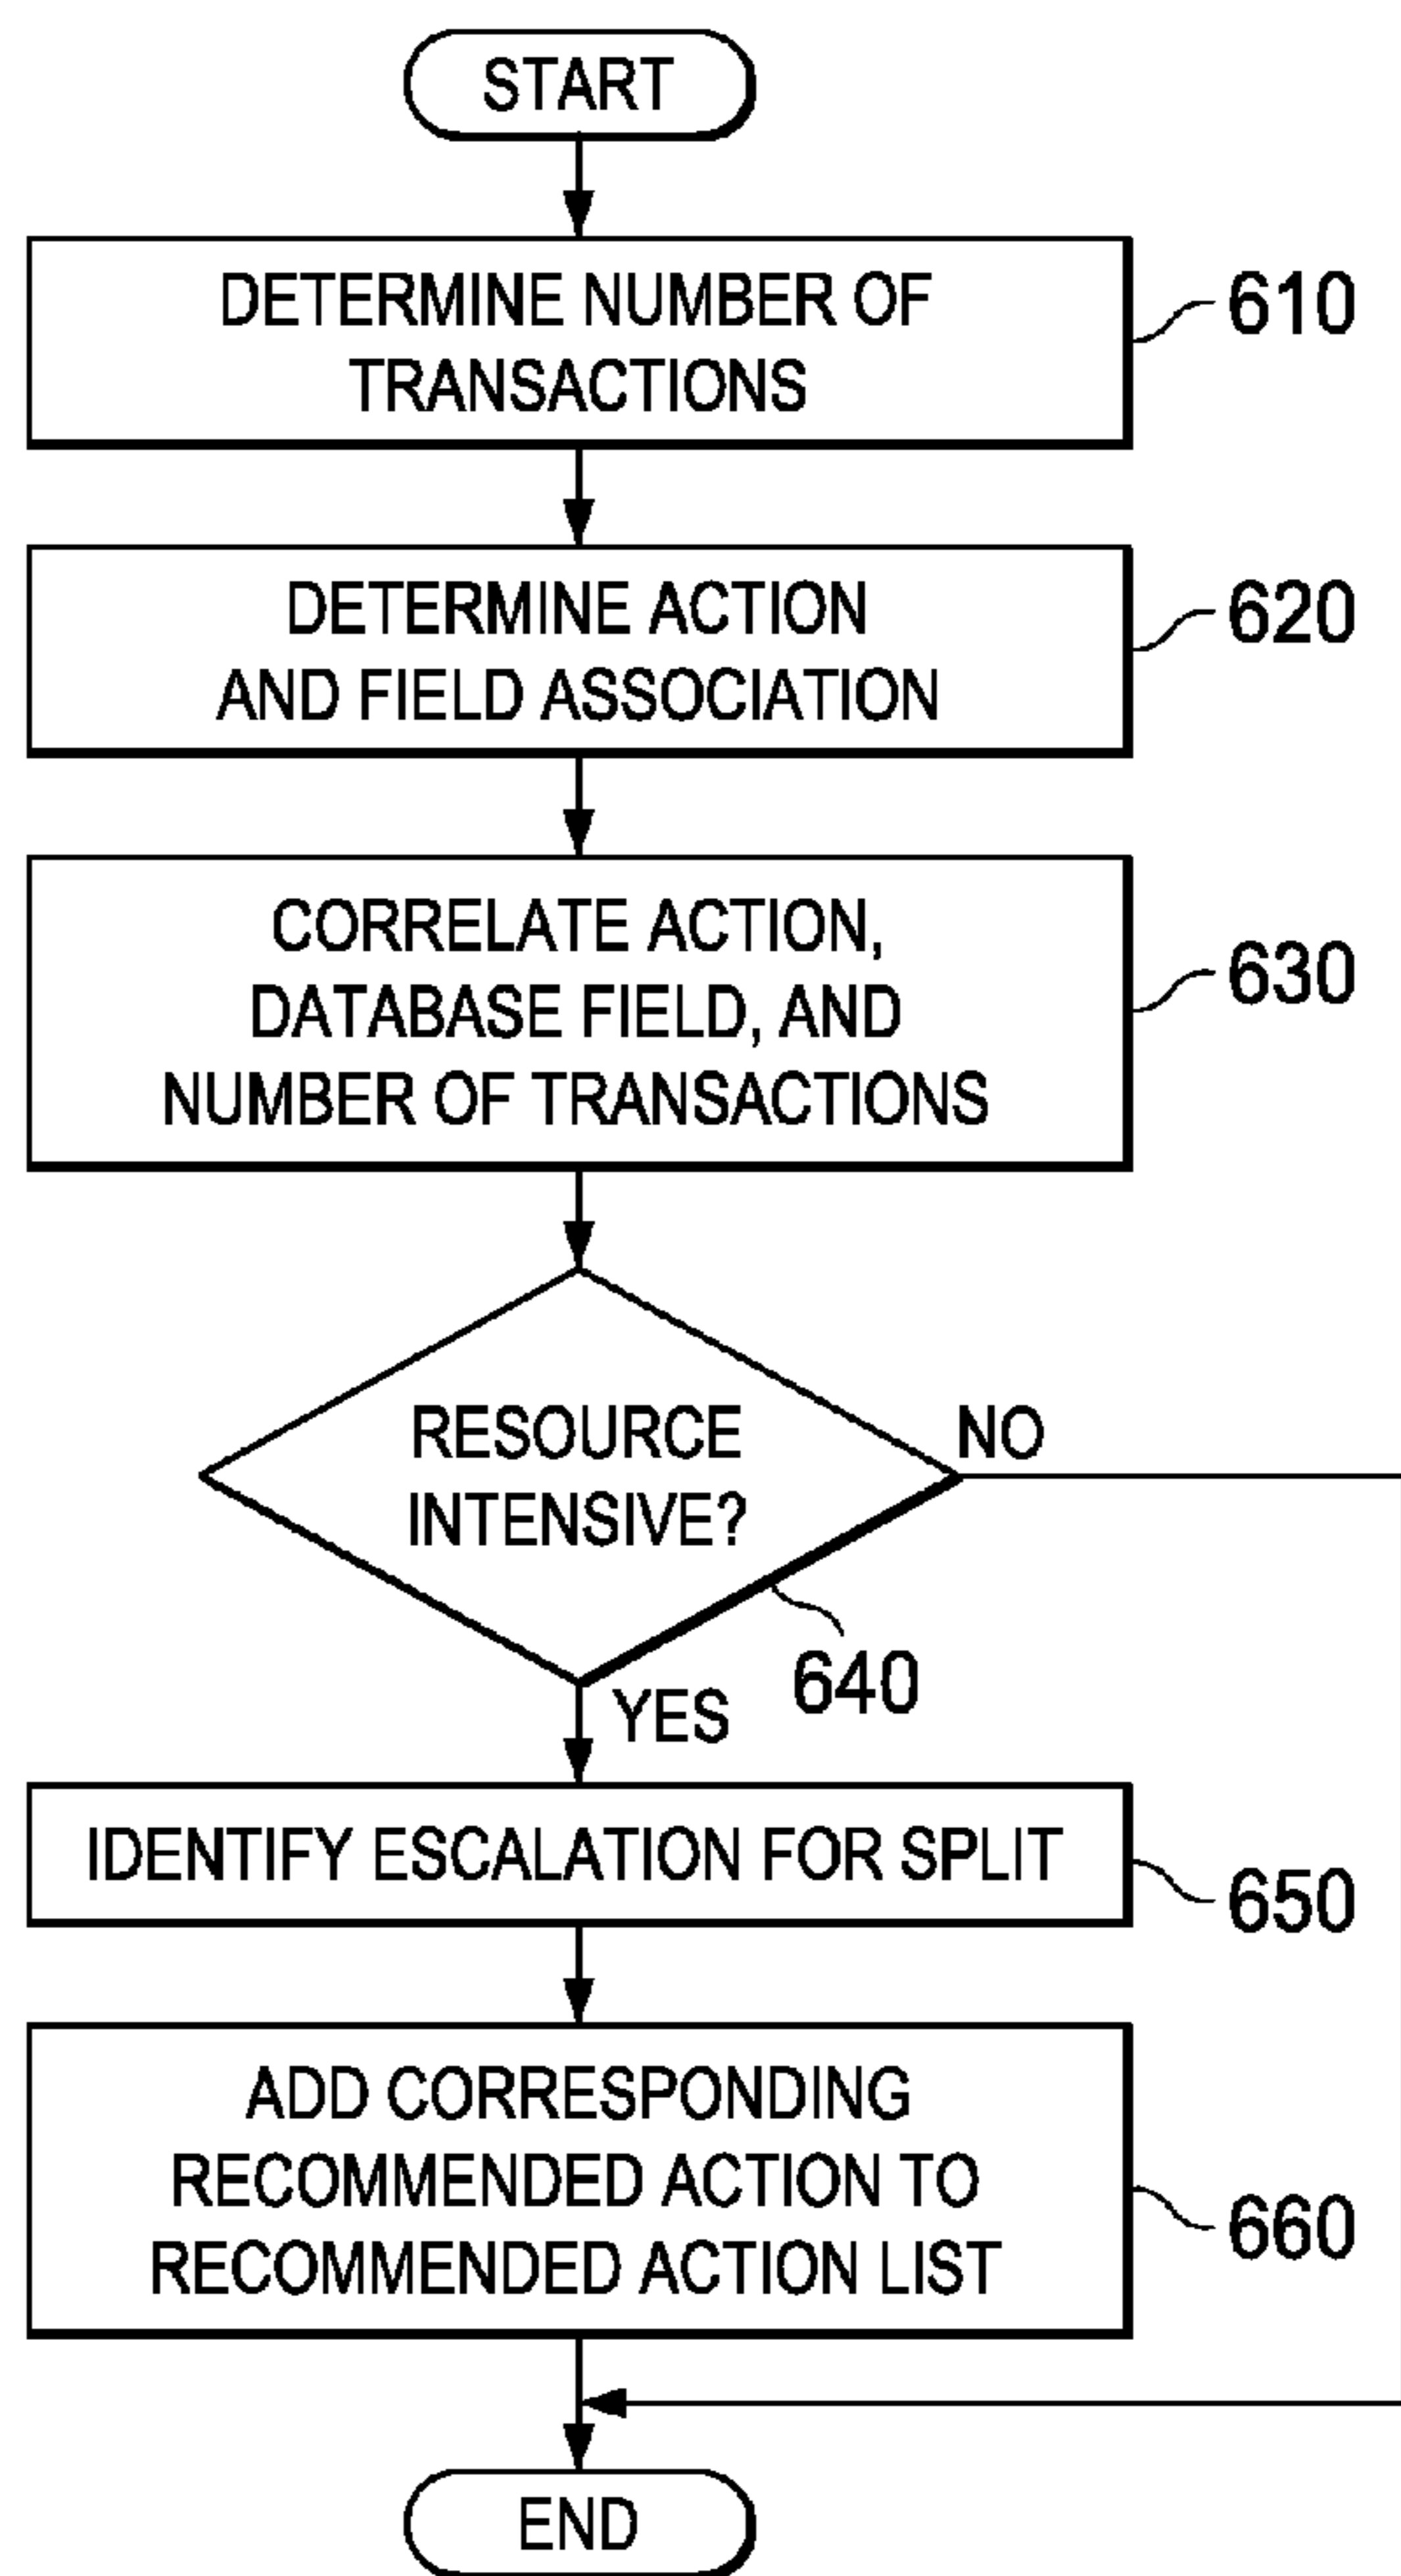 START
DETERMINE NUMBER OF
TRANSACTIONS
610
DETERMINE ACTION
AND FIELD ASSOCIATION
620
CORRELATE ACTION,
DATABASE FIELD, AND
NUMBER OF TRANSACTIONS
630
RESOURCE
INTENSIVE?
NO
640
YES
IDENTIFY ESCALATION FOR SPLIT
650
ADD CORRESPONDING
RECOMMENDED ACTION TO
RECOMMENDED ACTION LIST
660
END